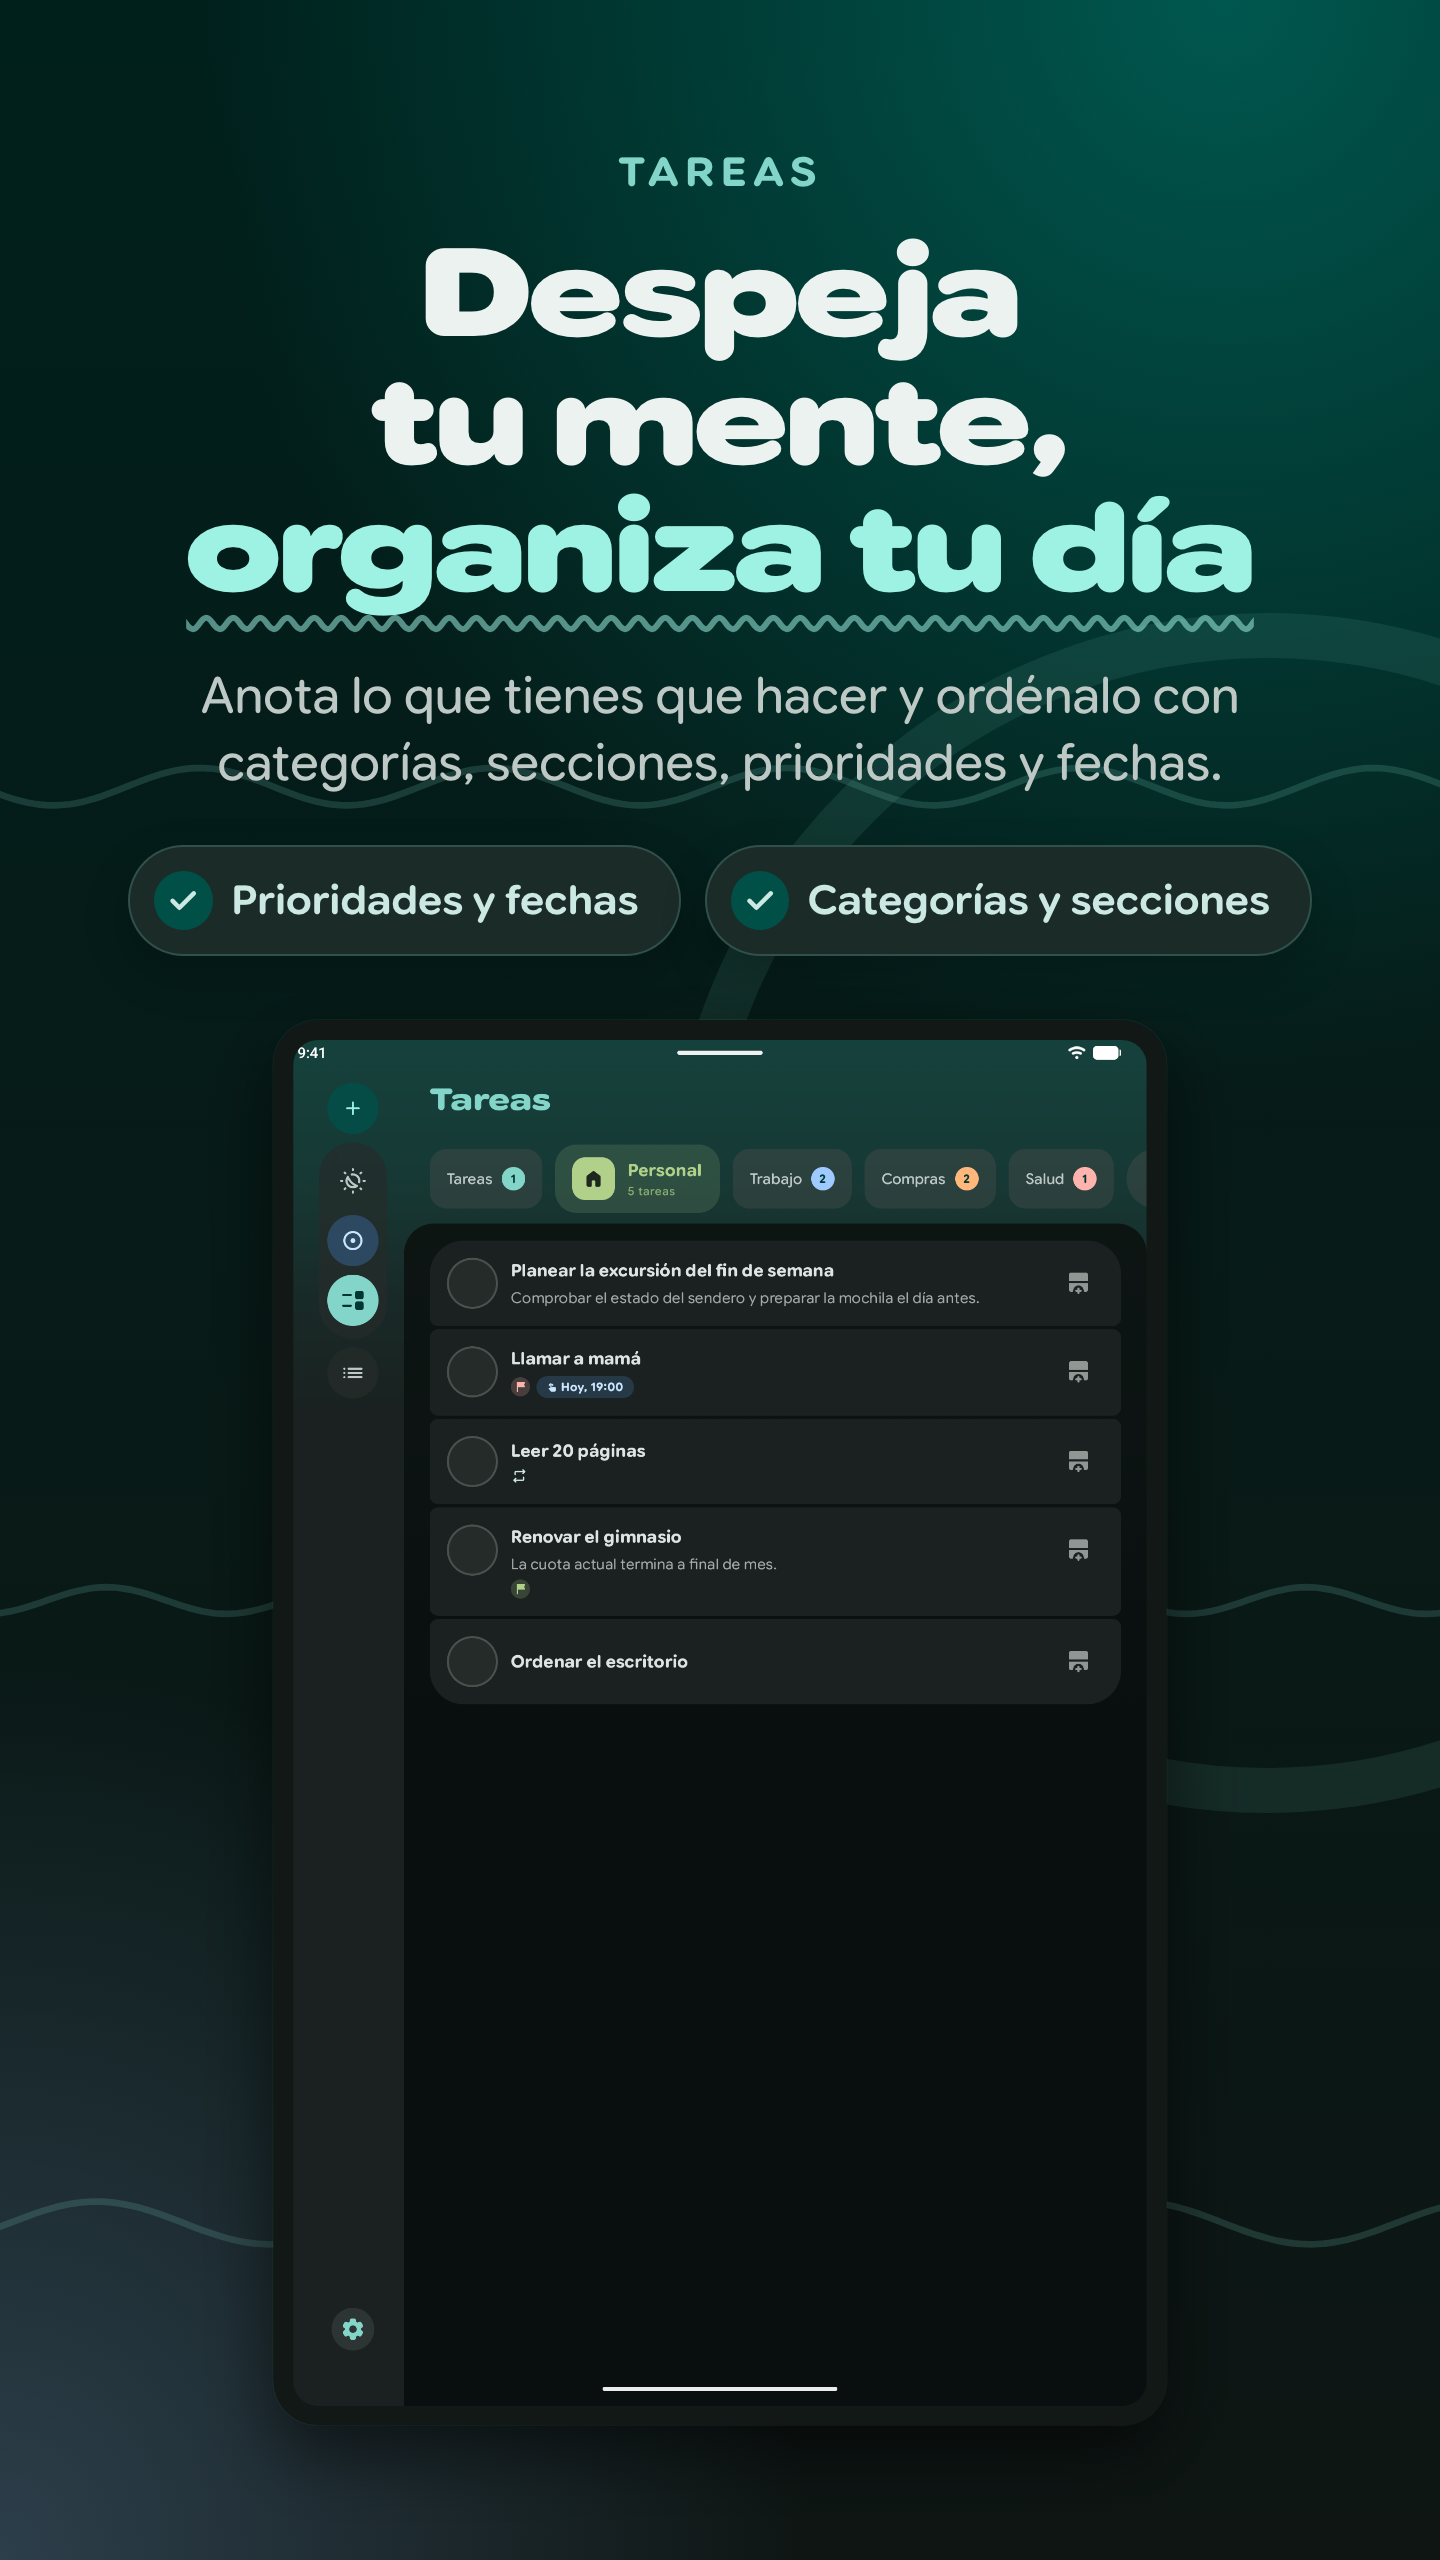 TAREAS
Despeja
tu mente,
organiza tu día
Anota lo que tienes que hacer y ordénalo con
categorías, secciones, prioridades y fechas.
Prioridades y fechas
Categorías y secciones
9:41
Tareas
Tareas 1
Personal
5 tareas
Trabajo 2
Compras 2
Salud 1
Planear la excursión del fin de semana
Comprobar el estado del sendero y preparar la mochila el día antes.
Llamar a mamá
Hoy, 19:00
Leer 20 páginas
Renovar el gimnasio
La cuota actual termina a final de mes.
Ordenar el escritorio